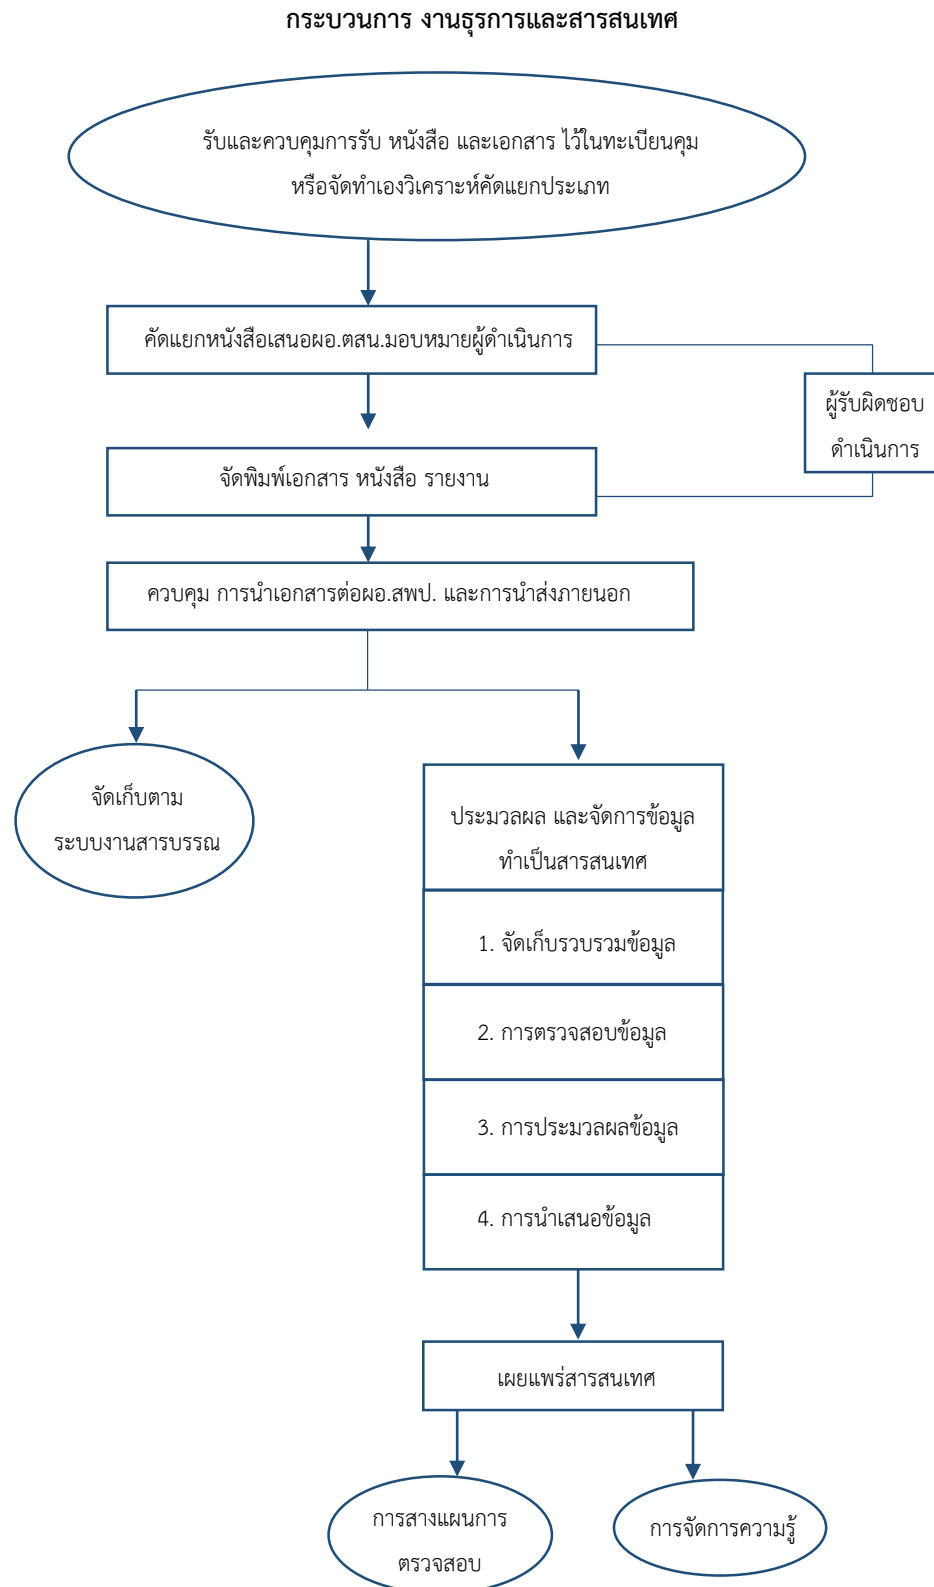 กระบวนการ งานธุรการและสารสนเทศ
รับและควบคุมการรับ หนังสือ และเอกสาร ไว้ในทะเบียนคุม
หรือจัดทำเองวิเคราะห์คัดแยกประเภท
คัดแยกหนังสือเสนอผอ.ตสน.มอบหมายผู้ดำเนินการ
ผู้รับผิดชอบ
ดำเนินการ
จัดพิมพ์เอกสาร หนังสือ รายงาน
ควบคุม การนำเอกสารต่อผอ.สพป. และการนำส่งภายนอก
จัดเก็บตาม
ระบบงานสารบรรณ
ประมวลผล และจัดการข้อมูล
ทำเป็นสารสนเทศ
1. จัดเก็บรวบรวมข้อมูล
2. การตรวจสอบข้อมูล
3. การประมวลผลข้อมูล
4. การนำเสนอข้อมูล
เผยแพร่สารสนเทศ
การสางแผนการ
ตรวจสอบ
การจัดการความรู้